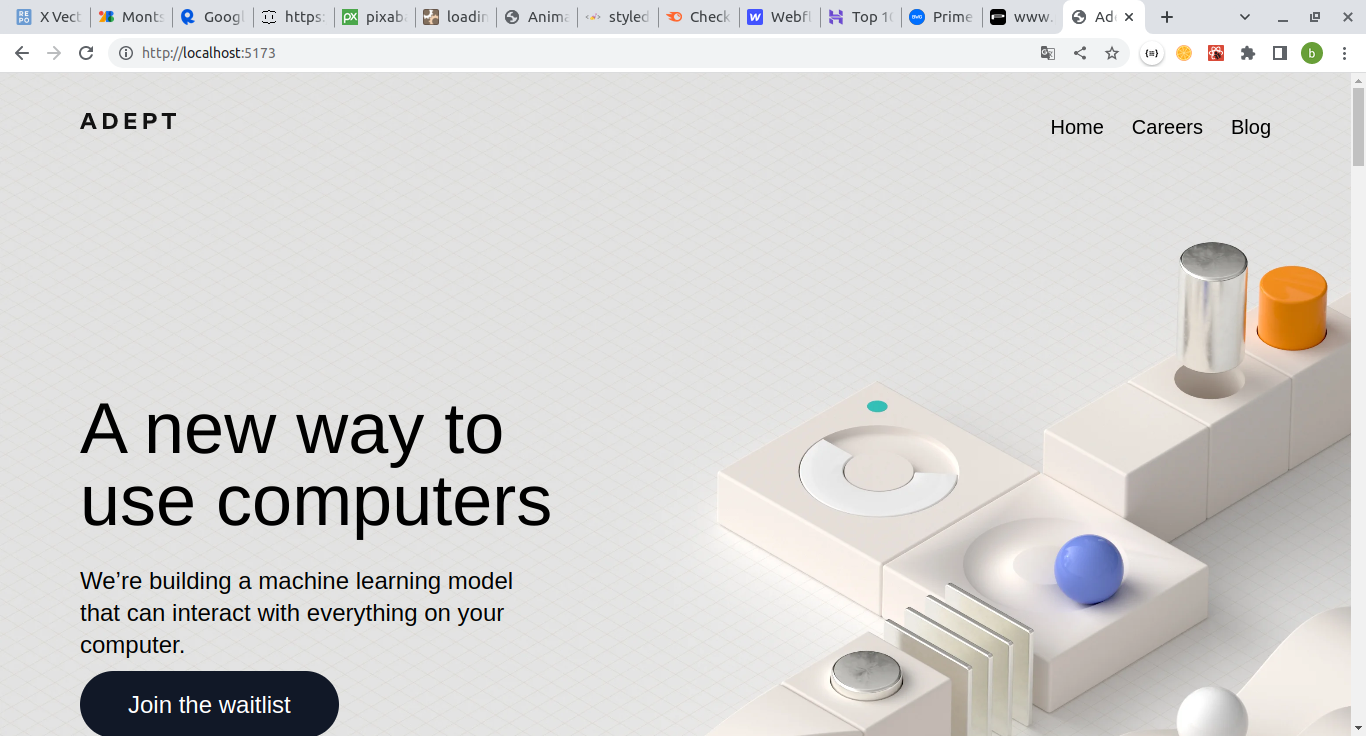 X Vect
Monts
Googl
https:
pixab
loadin
Anima
styled
Check
Webfl
Top 10
Prime
www.
Ad
http://localhost:5173
b
ADEPT
Home Careers Blog
A new way to
use computers
We’re building a machine learning model
that can interact with everything on your
computer.
Join the waitlist